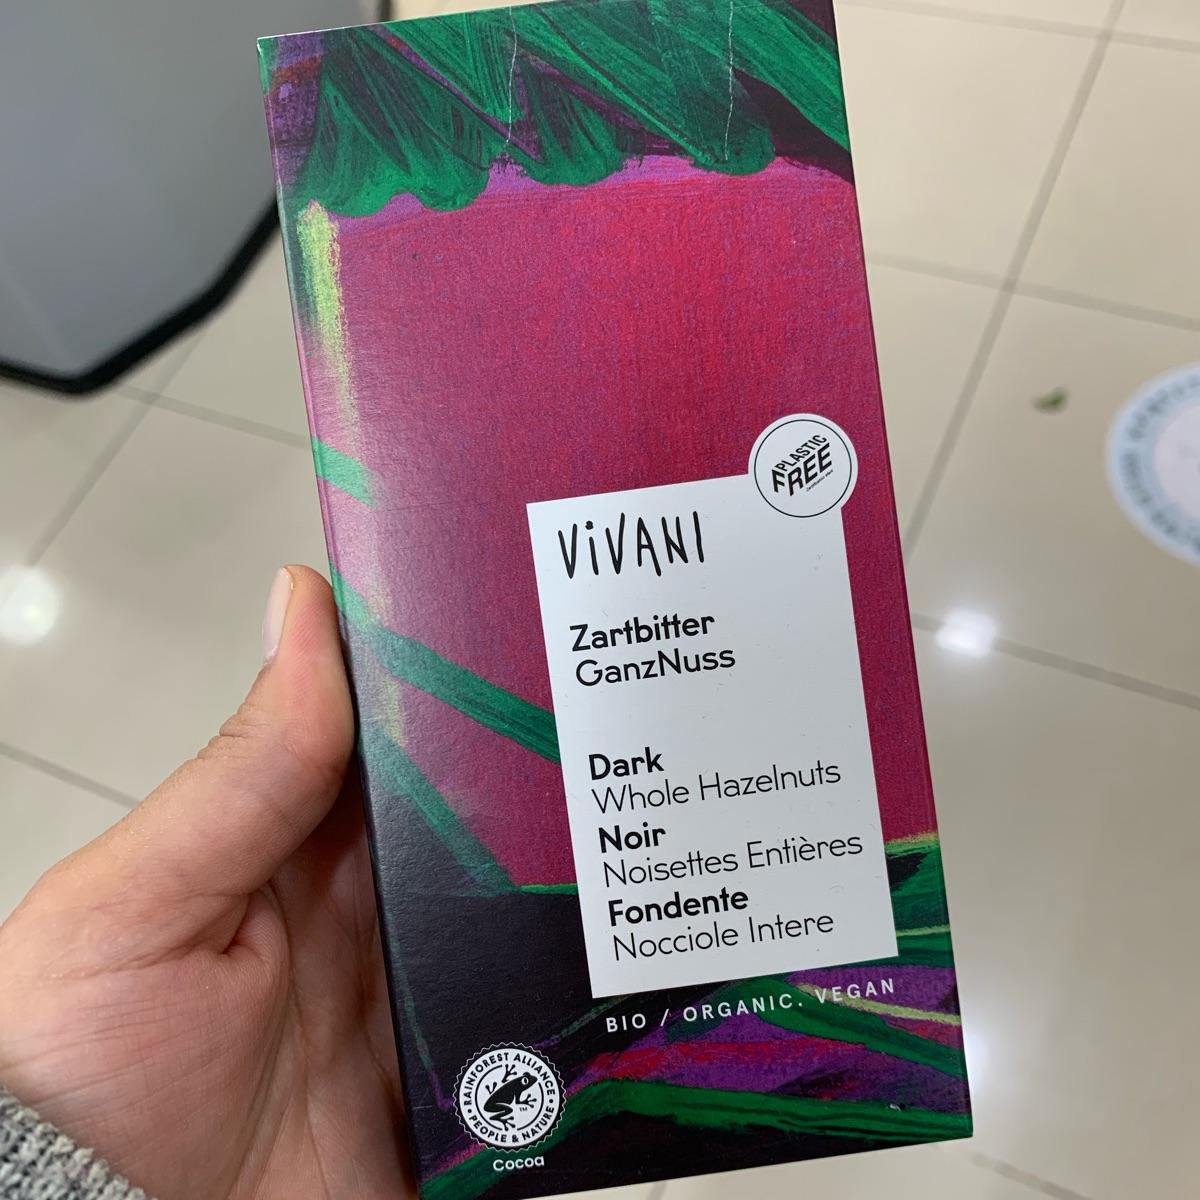 PLASTIC
FREE
VIVANI
Zartbitter
GanzNuss
Dark
Whole Hazelnuts
Noir
Noisettes Entières
Fondente
Nocciole Intere
BIO / ORGANIC. VEGAN
RAINFOREST ALLIANCE
PEOPLE & NATURE
TM
Cocoa